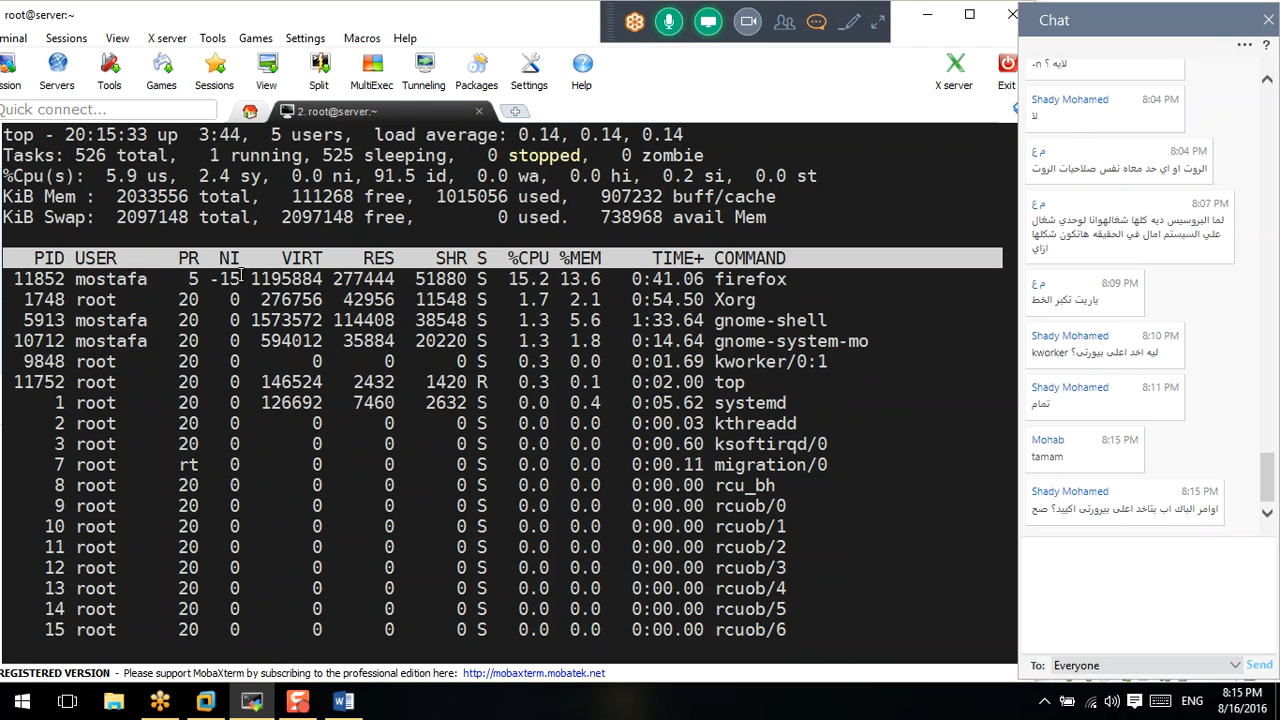 root@server:~
minal Sessions View X server Tools Games Settings Macros Help
ssion Servers Tools Games Sessions View Split MultiExec Tunneling Packages Settings Help X server Exit
Quick connect...
2. root@server:~
top - 20:15:33 up 3:44, 5 users, load average: 0.14, 0.14, 0.14
Tasks: 526 total, 1 running, 525 sleeping, 0 stopped, 0 zombie
%Cpu(s): 5.9 us, 2.4 sy, 0.0 ni, 91.5 id, 0.0 wa, 0.0 hi, 0.2 si, 0.0 st
KiB Mem : 2033556 total, 111268 free, 1015056 used, 907232 buff/cache
KiB Swap: 2097148 total, 2097148 free, 0 used. 738968 avail Mem
PID USER PR NI VIRT RES SHR S %CPU %MEM TIME+ COMMAND
11852 mostafa 5 -15 1195884 277444 51880 S 15.2 13.6 0:41.06 firefox
1748 root 20 0 276756 42956 11548 S 1.7 2.1 0:54.50 Xorg
5913 mostafa 20 0 1573572 114408 38548 S 1.3 5.6 1:33.64 gnome-shell
10712 mostafa 20 0 594012 35884 20220 S 1.3 1.8 0:14.64 gnome-system-mo
9848 root 20 0 0 0 0 S 0.3 0.0 0:01.69 kworker/0:1
11752 root 20 0 146524 2432 1420 R 0.3 0.1 0:02.00 top
1 root 20 0 126692 7460 2632 S 0.0 0.4 0:05.62 systemd
2 root 20 0 0 0 0 S 0.0 0.0 0:00.03 kthreadd
3 root 20 0 0 0 0 S 0.0 0.0 0:00.60 ksoftirqd/0
7 root rt 0 0 0 0 S 0.0 0.0 0:00.11 migration/0
8 root 20 0 0 0 0 S 0.0 0.0 0:00.00 rcu_bh
9 root 20 0 0 0 0 S 0.0 0.0 0:00.00 rcuob/0
10 root 20 0 0 0 0 S 0.0 0.0 0:00.00 rcuob/1
11 root 20 0 0 0 0 S 0.0 0.0 0:00.00 rcuob/2
12 root 20 0 0 0 0 S 0.0 0.0 0:00.00 rcuob/3
13 root 20 0 0 0 0 S 0.0 0.0 0:00.00 rcuob/4
14 root 20 0 0 0 0 S 0.0 0.0 0:00.00 rcuob/5
15 root 20 0 0 0 0 S 0.0 0.0 0:00.00 rcuob/6
REGISTERED VERSION - Please support MobaXterm by subscribing to the professional edition here: http://mobaxterm.mobatek.net
Chat
لايه ؟ n-
Shady Mohamed 8:04 PM
لا
م ع 8:04 PM
الروت او اي حد معاه نفس صلاحيات الروت
م ع 8:07 PM
لما البروسيس ديه كلها شغالهوانا لوحدي شغال
علي السيستم امال في الحقيقه هاتكون شكلها
ازاي
م ع 8:09 PM
ياريت تكبر الخط
Shady Mohamed 8:10 PM
ليه اخد اعلى بيورتى؟ kworker
Shady Mohamed 8:11 PM
تمام
Mohab 8:15 PM
tamam
Shady Mohamed 8:15 PM
اوامر الباك اب بتاخد اعلى بيرورتى اكييد؟ صح
To: Everyone Send
ENG
8:15 PM
8/16/2016